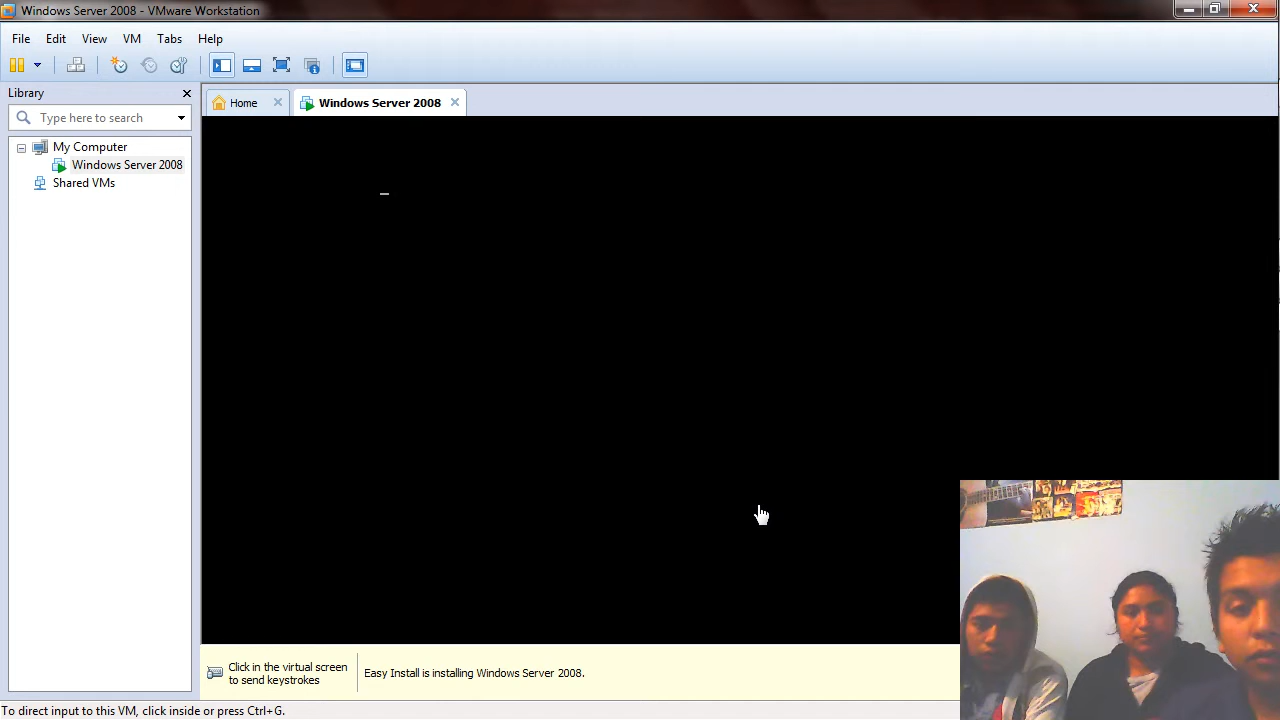 Windows Server 2008 - VMware Workstation
File Edit View VM Tabs Help
Library
Type here to search
My Computer
Windows Server 2008
Shared VMs
Home
Windows Server 2008
Click in the virtual screen
to send keystrokes
Easy Install is installing Windows Server 2008.
To direct input to this VM, click inside or press Ctrl+G.